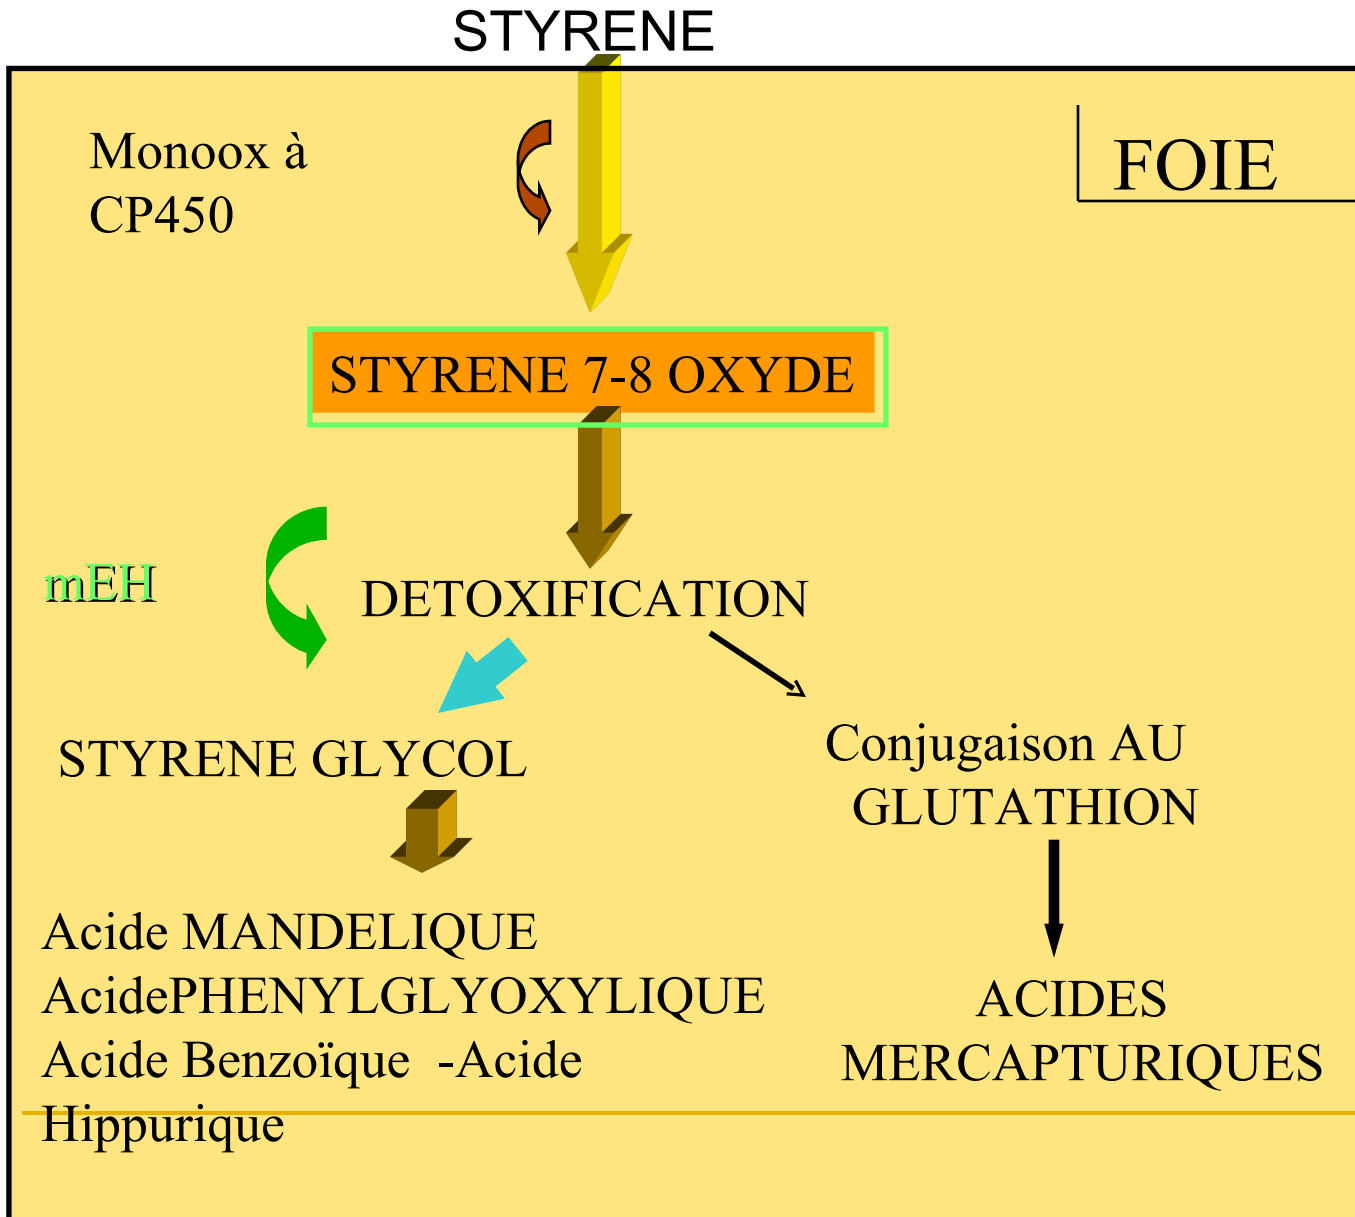 STYRENE
Monoox à
CP450
FOIE
STYRENE 7-8 OXYDE
mEH
DETOXIFICATION
STYRENE GLYCOL
Conjugaison AU
GLUTATHION
Acide MANDELIQUE
AcidePHENYLGLYOXYLIQUE
Acide Benzoïque -Acide
Hippurique
ACIDES
MERCAPTURIQUES